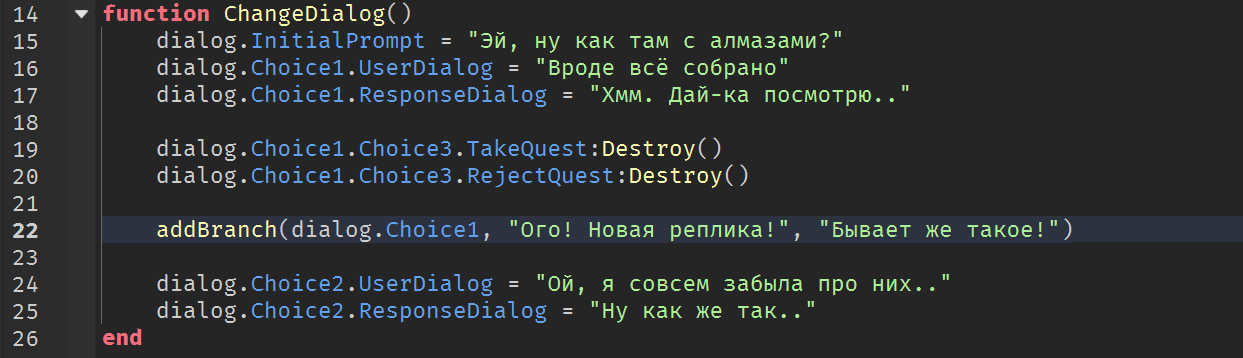 14 function ChangeDialog()
15 dialog.InitialPrompt = "Эй, ну как там с алмазами?"
16 dialog.Choice1.UserDialog = "Вроде всё собрано"
17 dialog.Choice1.ResponseDialog = "Хмм. Дай-ка посмотрю.."
18
19 dialog.Choice1.Choice3.TakeQuest:Destroy()
20 dialog.Choice1.Choice3.RejectQuest:Destroy()
21
22 addBranch(dialog.Choice1, "Ого! Новая реплика!", "Бывает же такое!")
23
24 dialog.Choice2.UserDialog = "Ой, я совсем забыла про них.."
25 dialog.Choice2.ResponseDialog = "Ну как же так.."
26 end